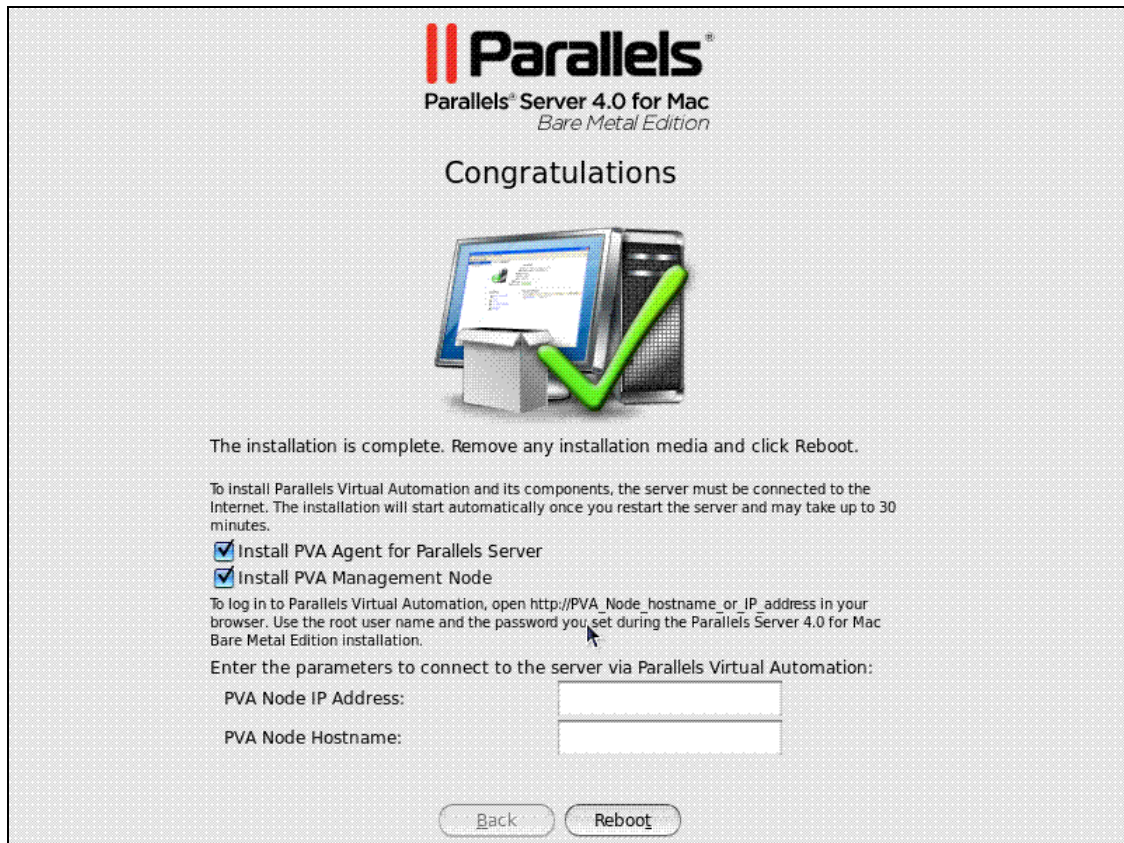 Parallels®
Parallels® Server 4.0 for Mac
Bare Metal Edition
Congratulations
The installation is complete. Remove any installation media and click Reboot.
To install Parallels Virtual Automation and its components, the server must be connected to the
Internet. The installation will start automatically once you restart the server and may take up to 30
minutes.
Install PVA Agent for Parallels Server
Install PVA Management Node
To log in to Parallels Virtual Automation, open http://PVA_Node_hostname_or_IP_address in your
browser. Use the root user name and the password you set during the Parallels Server 4.0 for Mac
Bare Metal Edition installation.
Enter the parameters to connect to the server via Parallels Virtual Automation:
PVA Node IP Address:
PVA Node Hostname:
Back
Reboot